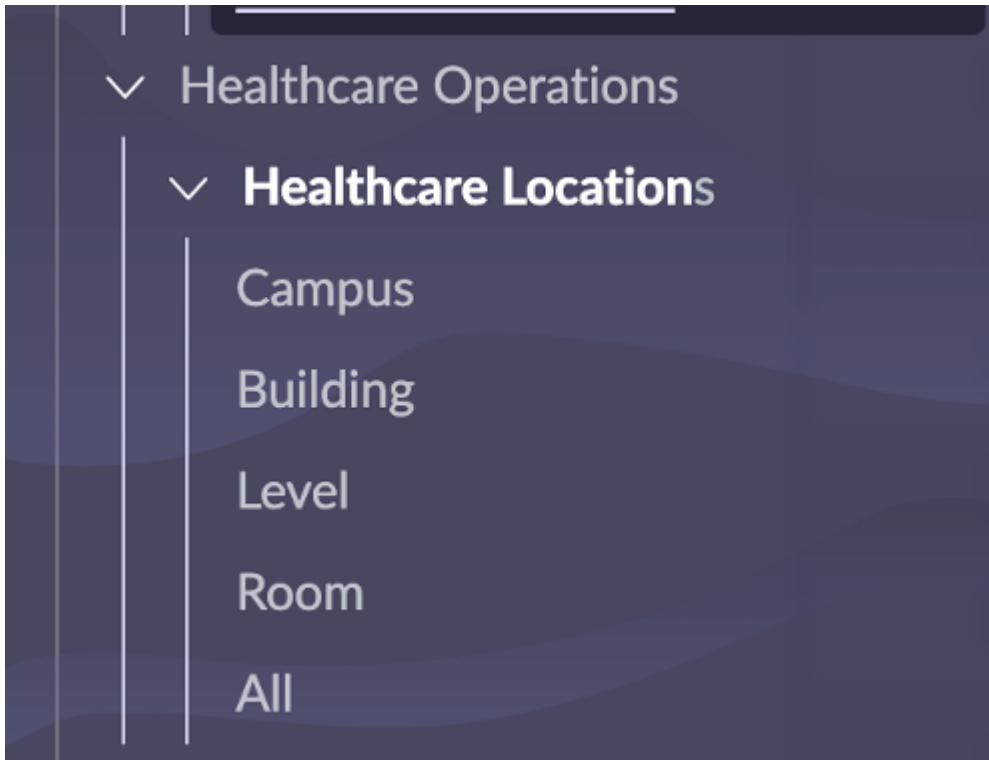 Healthcare Operations
Healthcare Locations
Campus
Building
Level
Room
All